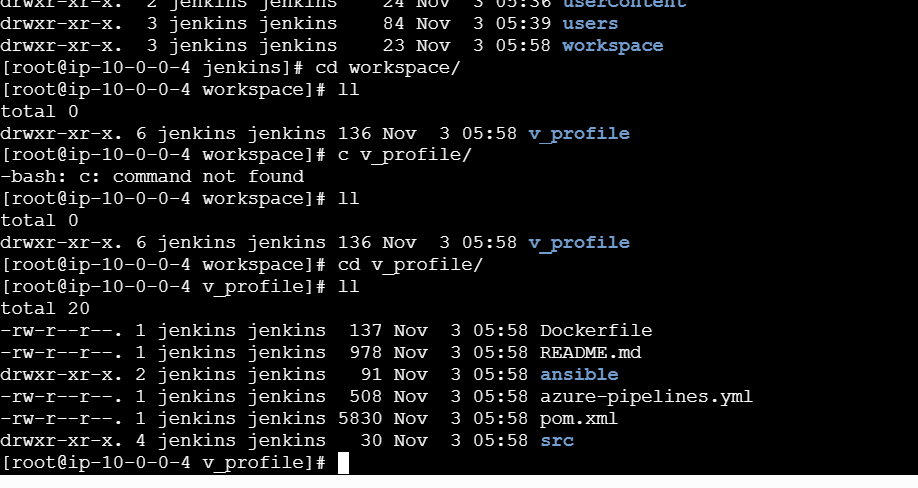 drwxr-xr-x.  2 jenkins jenkins     24 Nov  3 05:36 userContent
drwxr-xr-x.  3 jenkins jenkins     84 Nov  3 05:39 users
drwxr-xr-x.  3 jenkins jenkins     23 Nov  3 05:58 workspace
[root@ip-10-0-0-4 jenkins]# cd workspace/
[root@ip-10-0-0-4 workspace]# ll
total 0
drwxr-xr-x. 6 jenkins jenkins 136 Nov  3 05:58 v_profile
[root@ip-10-0-0-4 workspace]# c v_profile/
-bash: c: command not found
[root@ip-10-0-0-4 workspace]# ll
total 0
drwxr-xr-x. 6 jenkins jenkins 136 Nov  3 05:58 v_profile
[root@ip-10-0-0-4 workspace]# cd v_profile/
[root@ip-10-0-0-4 v_profile]# ll
total 20
-rw-r--r--. 1 jenkins jenkins  137 Nov  3 05:58 Dockerfile
-rw-r--r--. 1 jenkins jenkins  978 Nov  3 05:58 README.md
drwxr-xr-x. 2 jenkins jenkins   91 Nov  3 05:58 ansible
-rw-r--r--. 1 jenkins jenkins  508 Nov  3 05:58 azure-pipelines.yml
-rw-r--r--. 1 jenkins jenkins 5830 Nov  3 05:58 pom.xml
drwxr-xr-x. 4 jenkins jenkins   30 Nov  3 05:58 src
[root@ip-10-0-0-4 v_profile]#